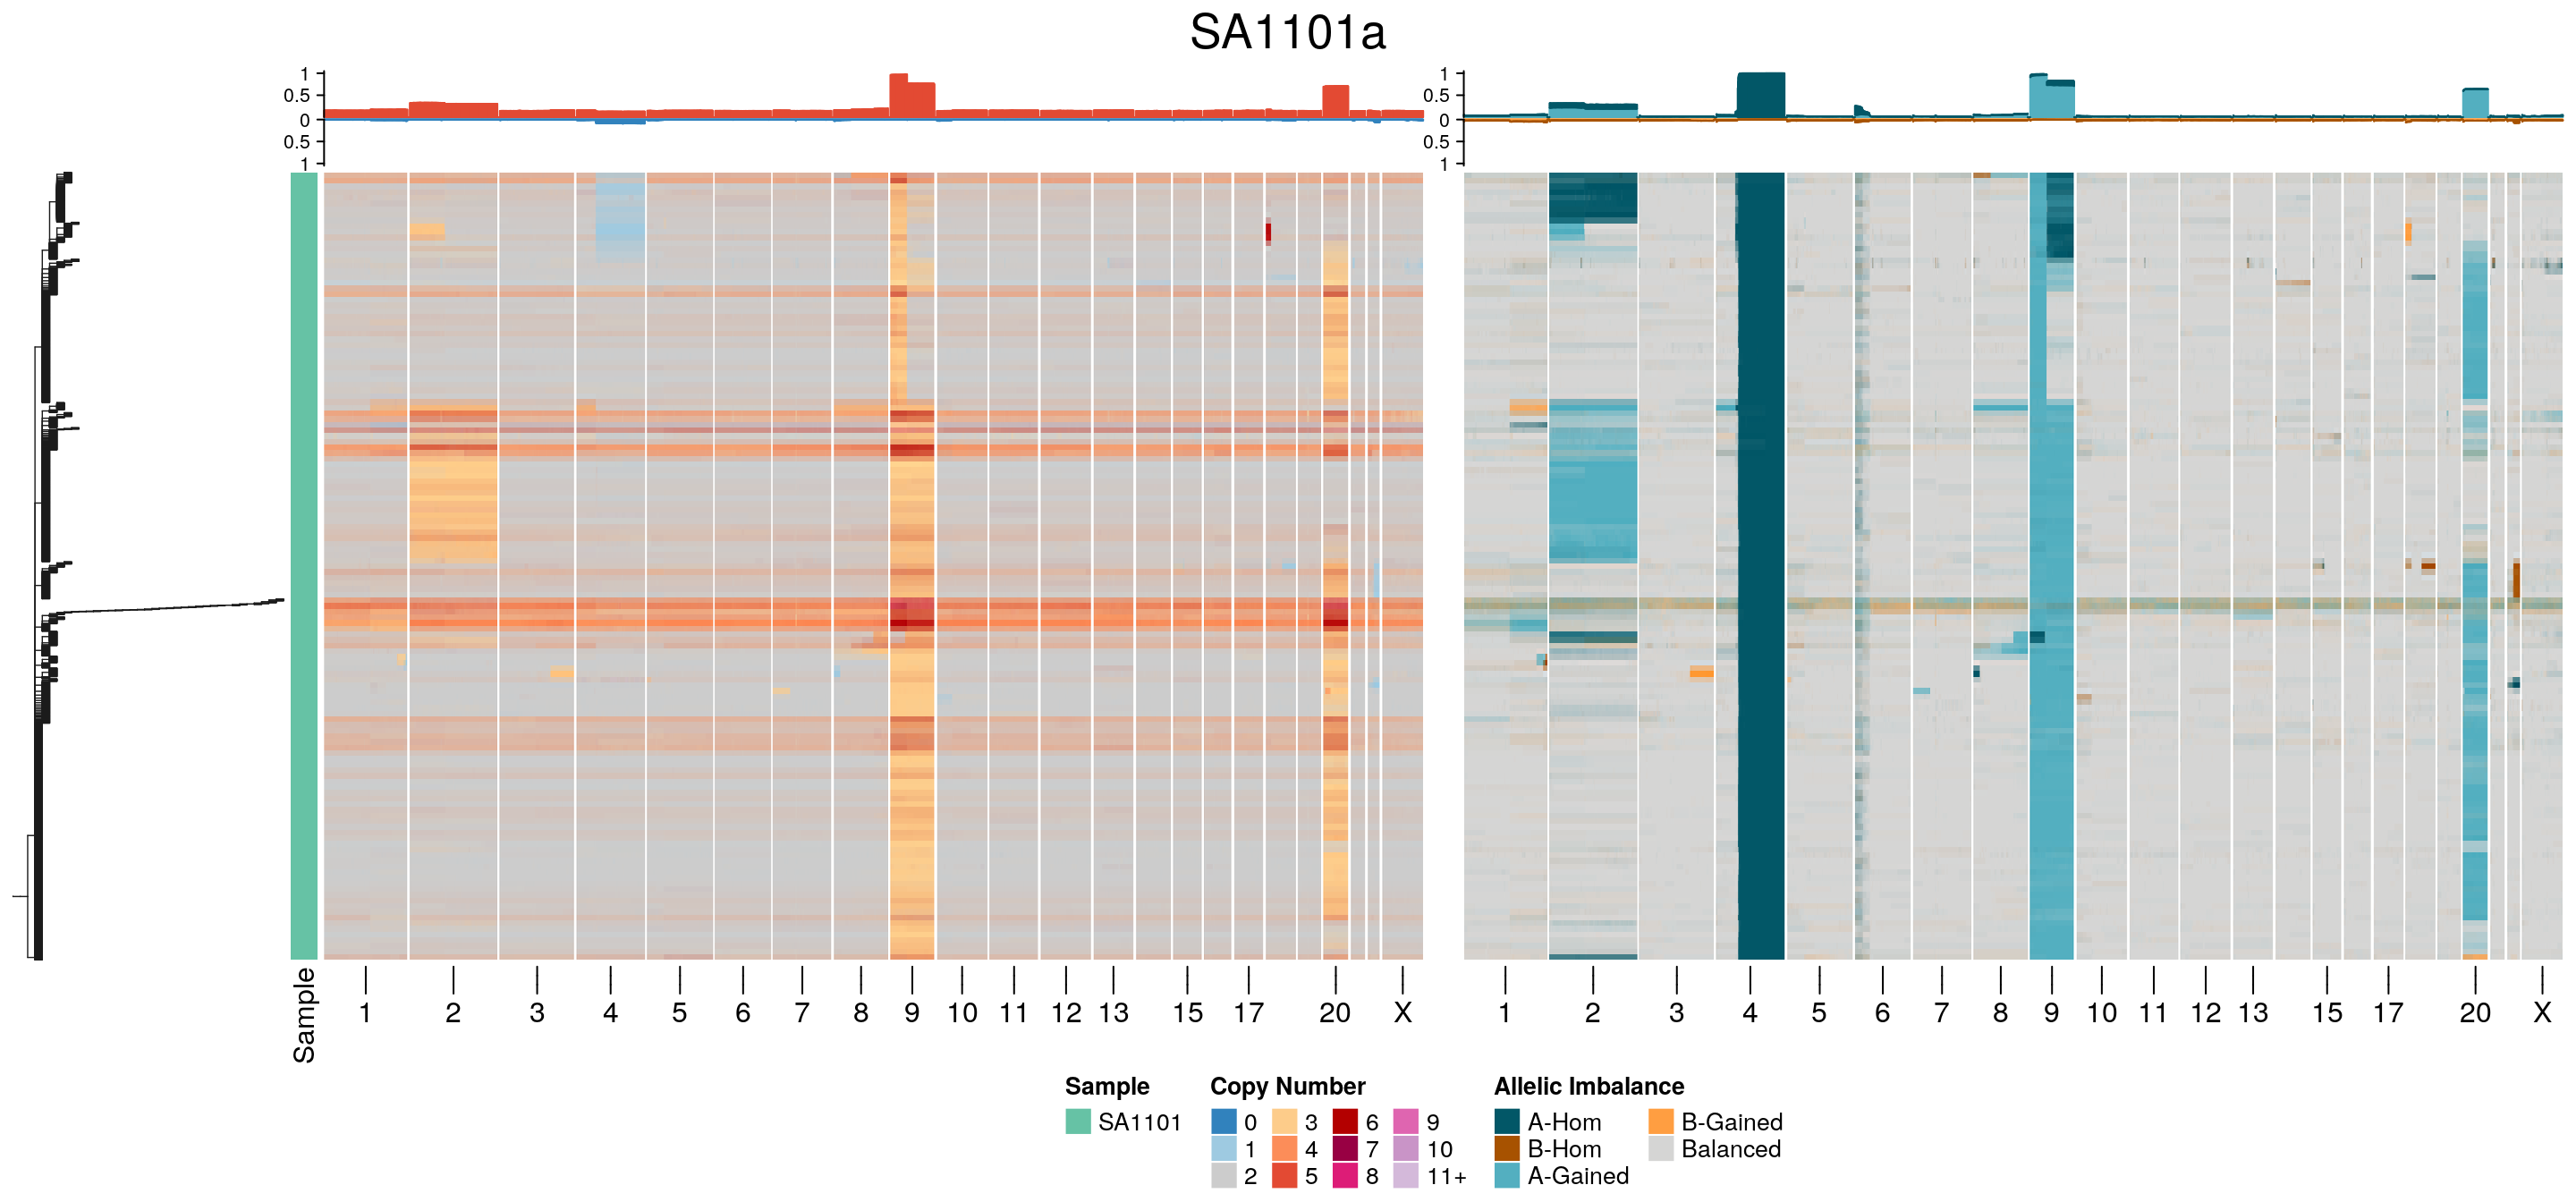 SA1101a
1
0.5
0
0.5
1
1
0.5
0
0.5
1
Sample
1 2 3 4 5 6 7 8 9 10 11 12 13 15 17 20 X
1 2 3 4 5 6 7 8 9 10 11 12 13 15 17 20 X
Sample
SA1101
Copy Number
0 3 6 9
1 4 7 10
2 5 8 11+
Allelic Imbalance
A-Hom B-Gained
B-Hom Balanced
A-Gained